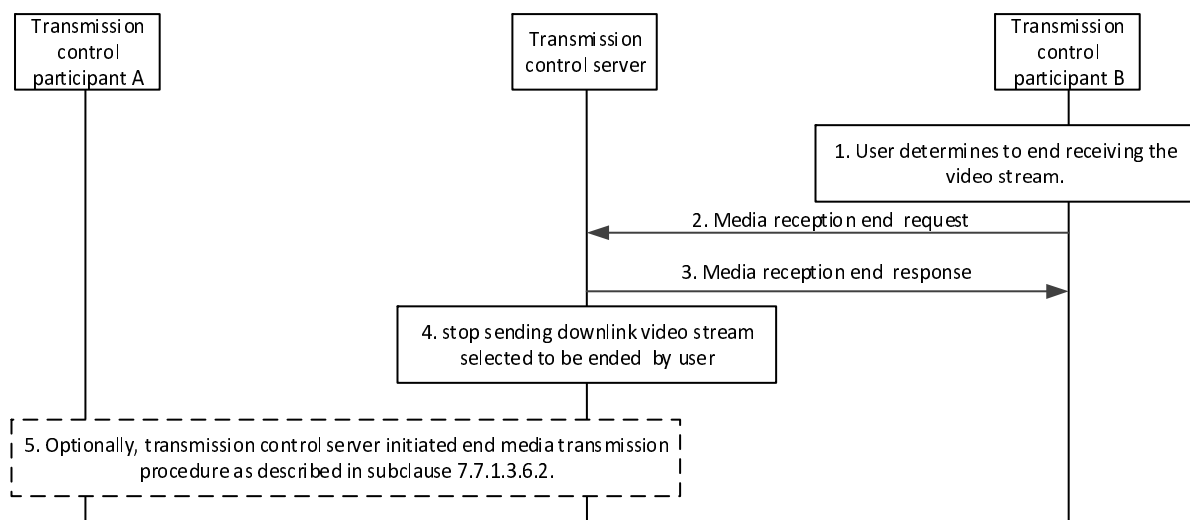 Transmission
control
participant A
Transmission
control server
Transmission
control
participant B
1. User determines to end receiving the
video stream.
2. Media reception end request
3. Media reception end response
4. stop sending downlink video stream
selected to be ended by user
5. Optionally, transmission control server initiated end media transmission
procedure as described in subclause 7.7.1.3.6.2.